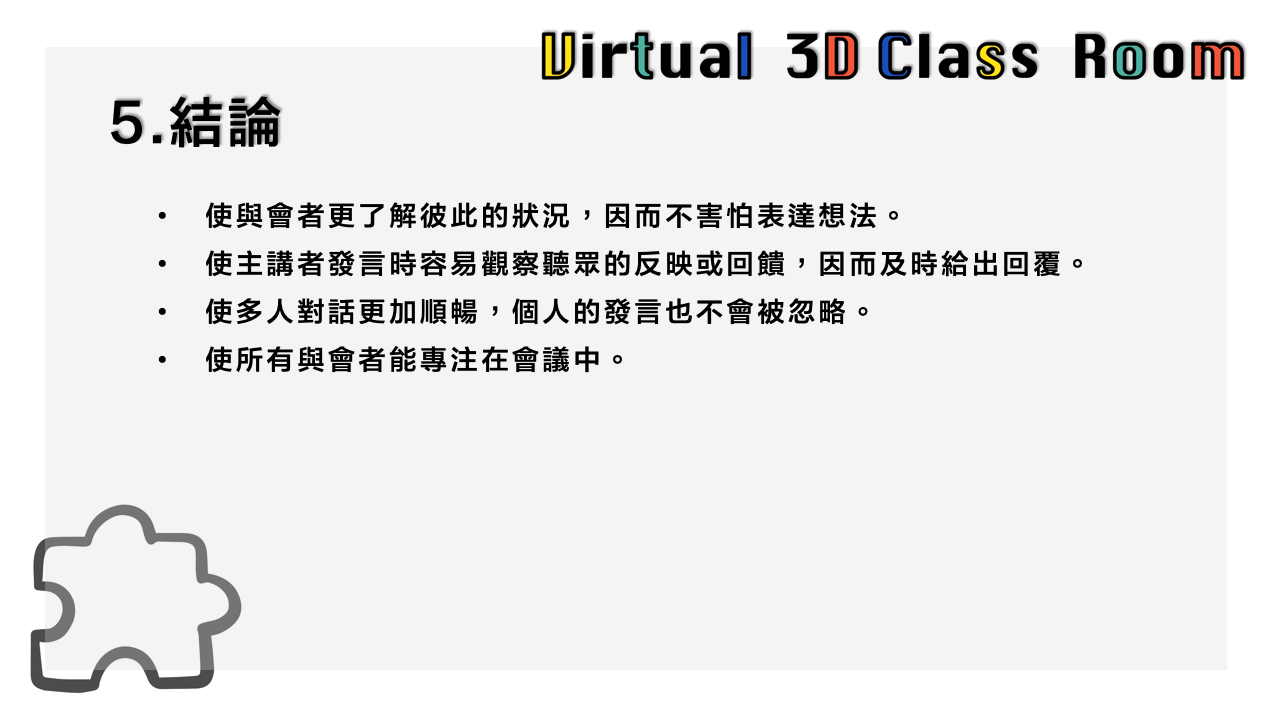 Virtual 3D Class Room
5.結論
• 使與會者更了解彼此的狀況，因而不害怕表達想法。
• 使主講者發言時容易觀察聽眾的反映或回饋，因而及時給出回覆。
• 使多人對話更加順暢，個人的發言也不會被忽略。
• 使所有與會者能專注在會議中。